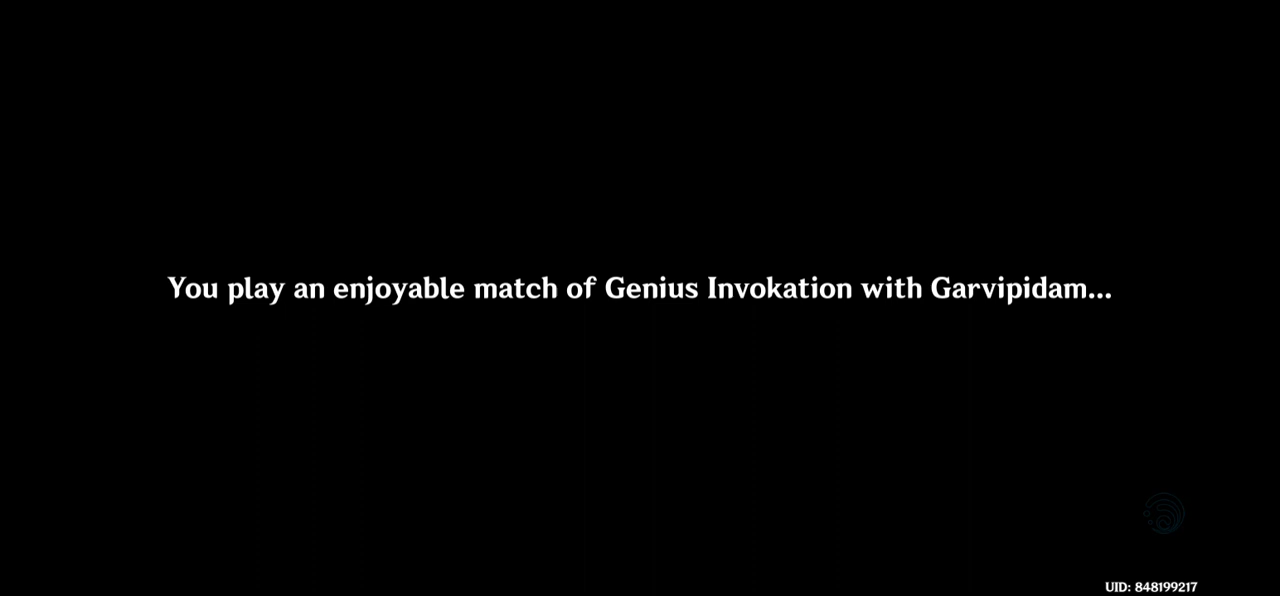 You play an enjoyable match of Genius Invokation with Garvipidam...
UID: 848199217